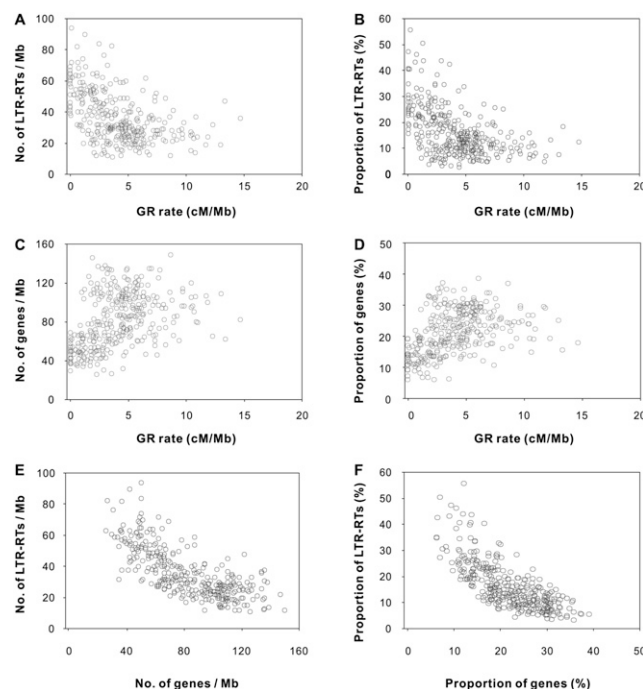 A
No. of LTR-RTs / Mb
100
80
60
40
20
0
0 5 10 15 20
GR rate (cM/Mb)
B
Proportion of LTR-RTs (%)
60
50
40
30
20
10
0
0 5 10 15 20
GR rate (cM/Mb)
C
No. of genes / Mb
160
120
80
40
0
0 5 10 15 20
GR rate (cM/Mb)
D
Proportion of genes (%)
50
40
30
20
10
0
0 5 10 15 20
GR rate (cM/Mb)
E
No. of LTR-RTs / Mb
100
80
60
40
20
0
0 40 80 120 160
No. of genes / Mb
F
Proportion of LTR-RTs (%)
60
50
40
30
20
10
0
0 10 20 30 40 50
Proportion of genes (%)